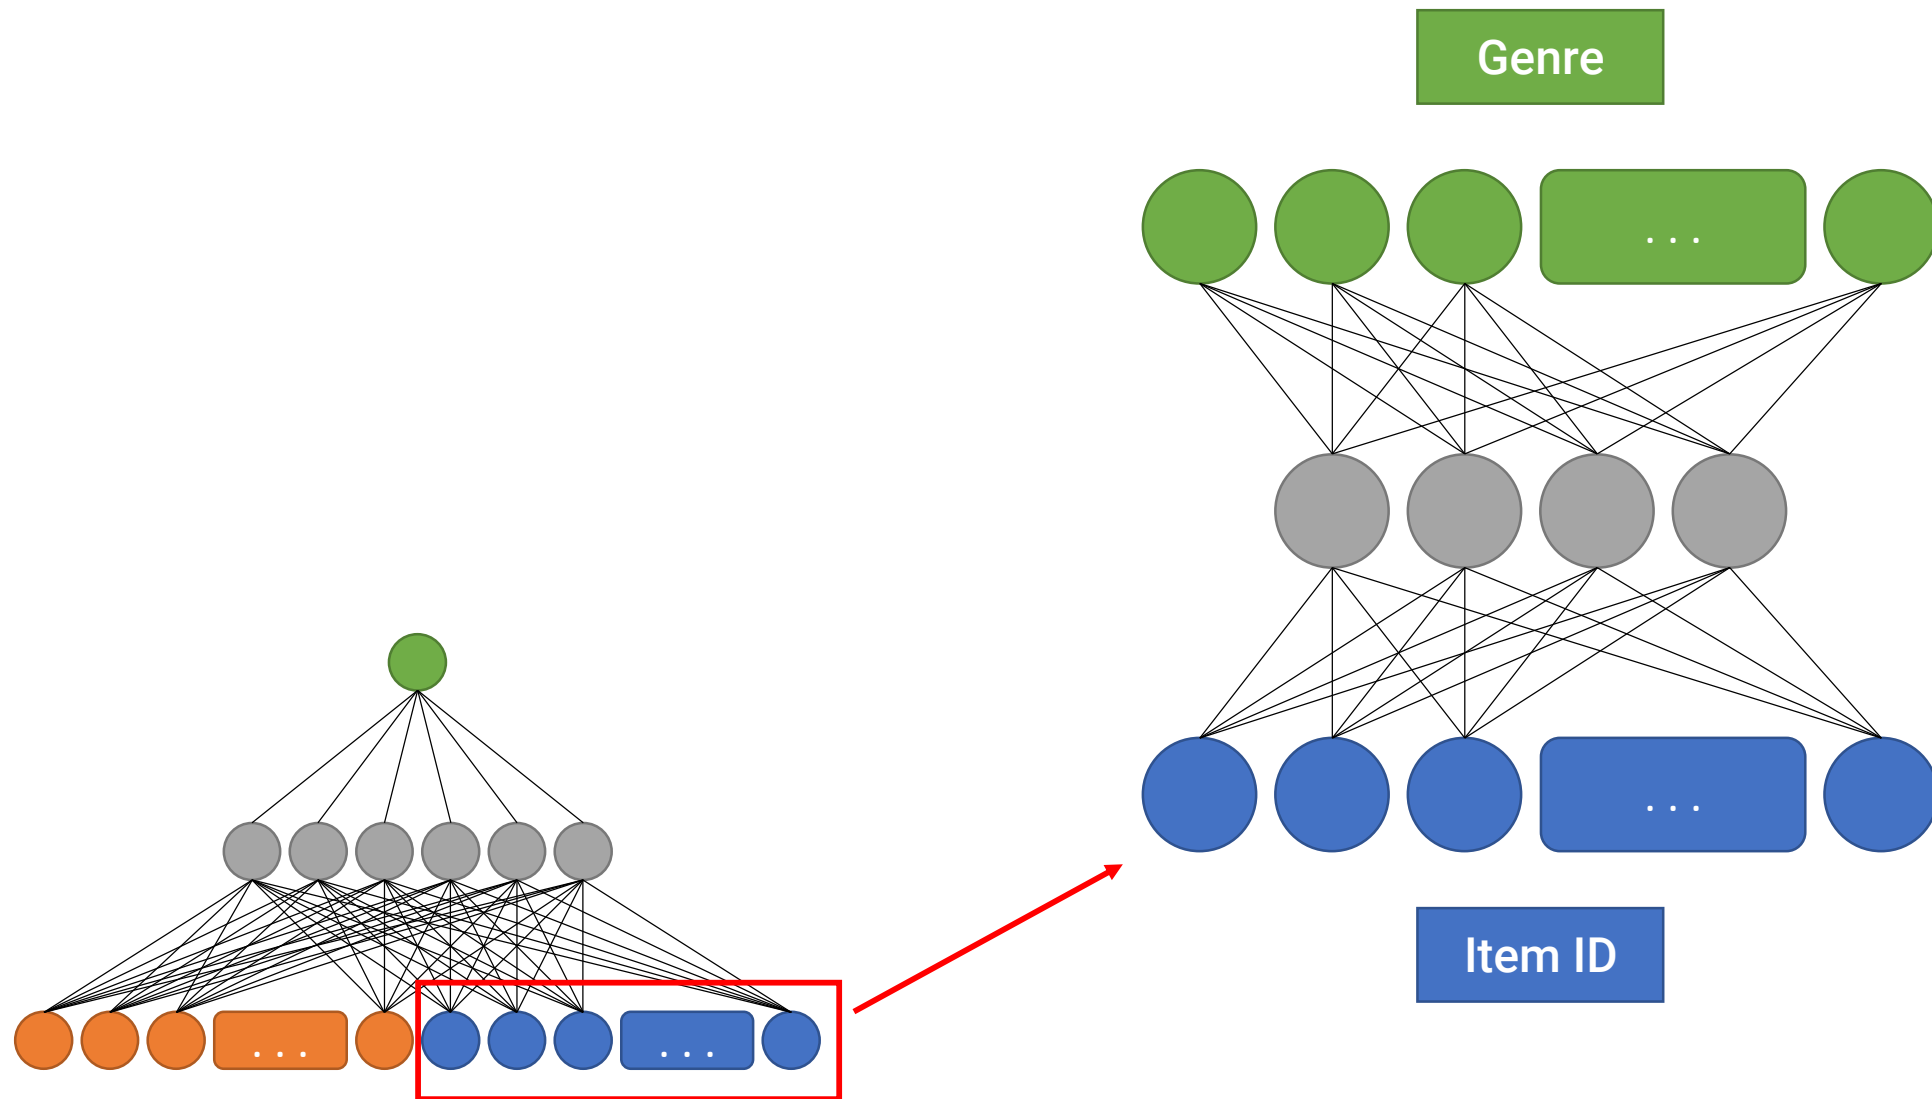 Genre
. . .
. . .
Item ID
. . .
. . .